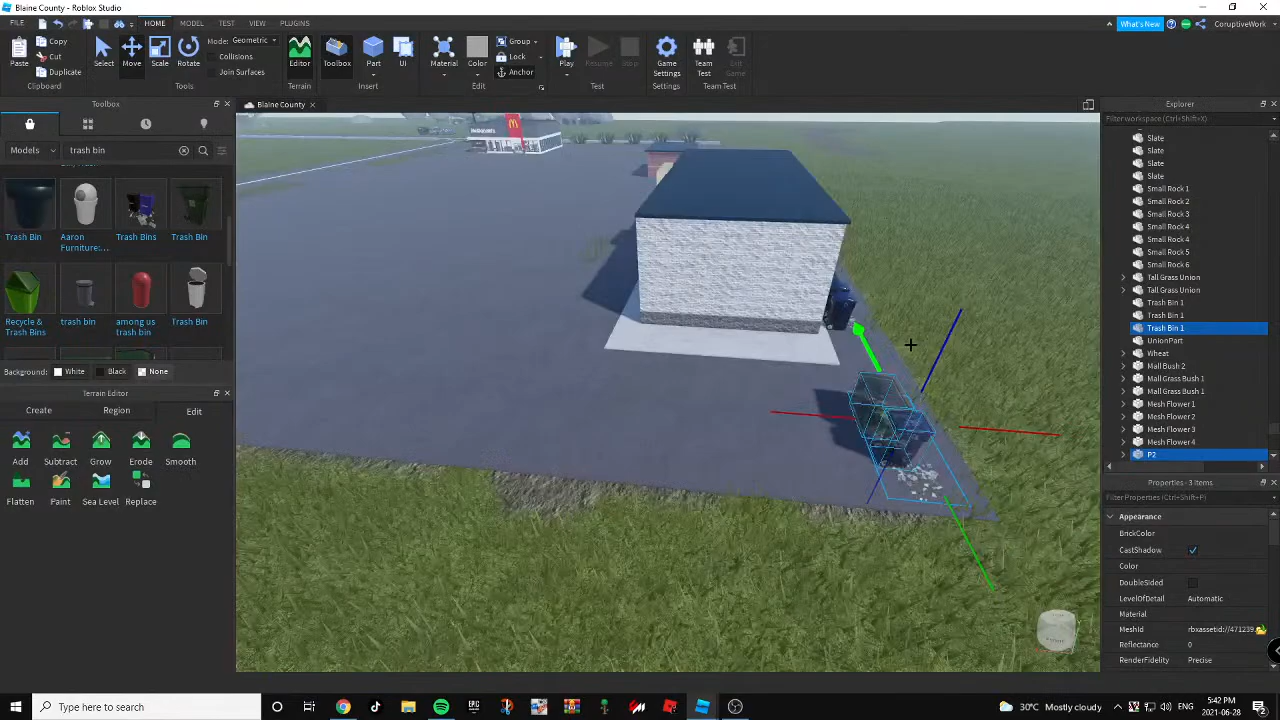 Blaine County - Roblox Studio
FILE HOME MODEL TEST VIEW PLUGINS What's New CoruptiveWork
Paste Copy Cut Duplicate Clipboard
Select Move Scale Rotate Mode: Geometric Collisions Join Surfaces Tools
Editor Terrain Toolbox Part UI Insert
Material Color Group Lock Anchor Edit
Play Resume Stop Test
Game Settings Settings Team Test Exit Game Team Test
Toolbox
Blaine County
Models trash bin
Trash Bin Aaron Furniture:... Trash Bins Trash Bin
Recycle & Trash Bins trash bin among us trash Trash Bin
Background: White Black None
Terrain Editor
Create Region Edit
Add Subtract Grow Erode Smooth
Flatten Paint Sea Level Replace
Explorer
Filter workspace (Ctrl+Shift+X)
Slate
Slate
Slate
Slate
Small Rock 1
Small Rock 2
Small Rock 3
Small Rock 4
Small Rock 4
Small Rock 5
Small Rock 6
Tall Grass Union
Tall Grass Union
Trash Bin 1
Trash Bin 1
Trash Bin 1
UnionPart
Wheat
Mall Bush 2
Mall Grass Bush 1
Mall Grass Bush 1
Mesh Flower 1
Mesh Flower 2
Mesh Flower 3
Mesh Flower 4
P2
Properties - 3 items
Filter Properties (Ctrl+Shift+P)
Appearance
BrickColor
CastShadow
Color
DoubleSided
LevelOfDetail Automatic
Material
MeshId rbxassetid://471239
Reflectance 0
RenderFidelity Precise
Type here to search
30°C Mostly cloudy
ENG
5:42 PM
2021-06-28